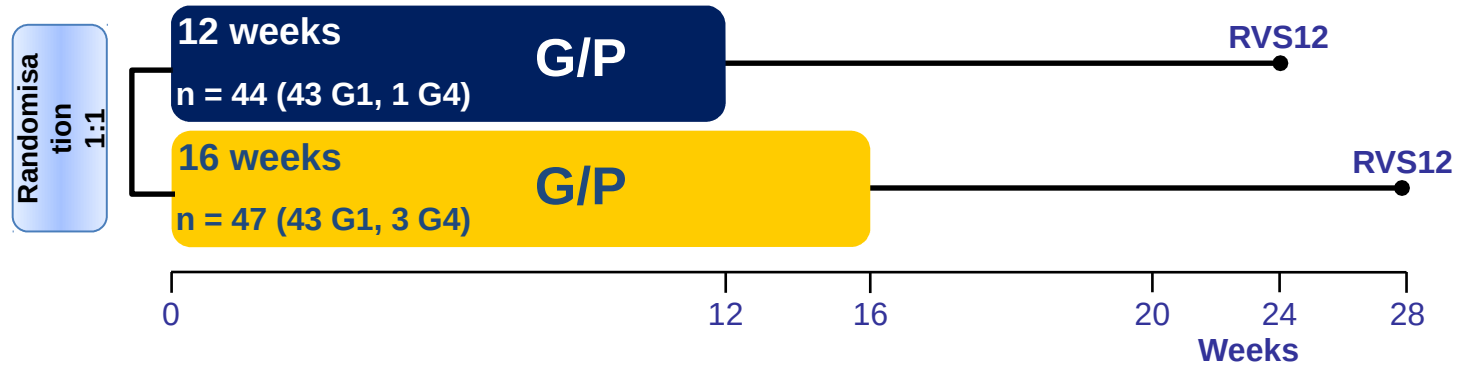 Randomisa
tion
1:1
12 weeks
G/P
n = 44 (43 G1, 1 G4)
RVS12
16 weeks
G/P
n = 47 (43 G1, 3 G4)
RVS12
0 12 16 20 24 28
Weeks